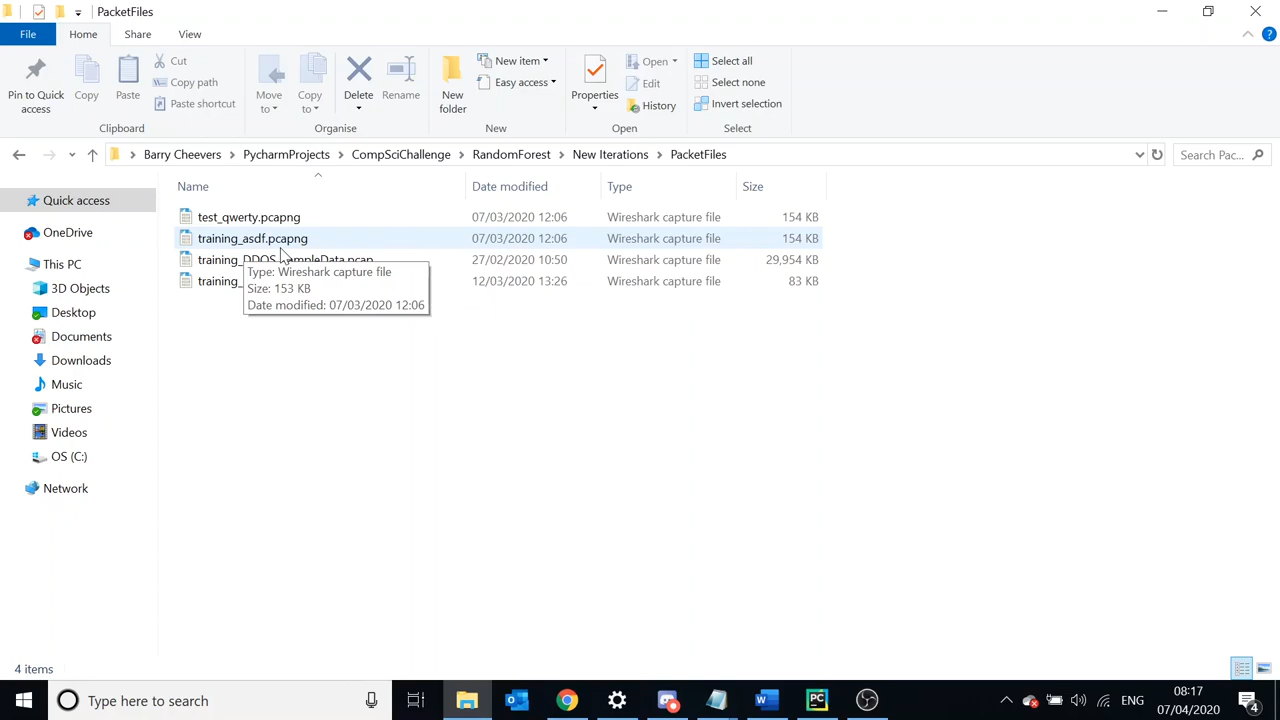 PacketFiles
File Home Share View
Pin to Quick access
Copy
Paste
Cut
Copy path
Paste shortcut
Clipboard
Move to
Copy to
Delete
Rename
Organise
New folder
New item
Easy access
New
Properties
Open
Edit
History
Open
Select all
Select none
Invert selection
Select
Barry Cheevers PycharmProjects CompSciChallenge RandomForest New Iterations PacketFiles
Search Pac...
Name Date modified Type Size
test_qwerty.pcapng 07/03/2020 12:06 Wireshark capture file 154 KB
training_asdf.pcapng 07/03/2020 12:06 Wireshark capture file 154 KB
training_DDOS_SampleData.pcap 27/02/2020 10:50 Wireshark capture file 29,954 KB
training_ 12/03/2020 13:26 Wireshark capture file 83 KB
Type: Wireshark capture file
Size: 153 KB
Date modified: 07/03/2020 12:06
Quick access
OneDrive
This PC
3D Objects
Desktop
Documents
Downloads
Music
Pictures
Videos
OS (C:)
Network
4 items
Type here to search
ENG
08:17
07/04/2020
4